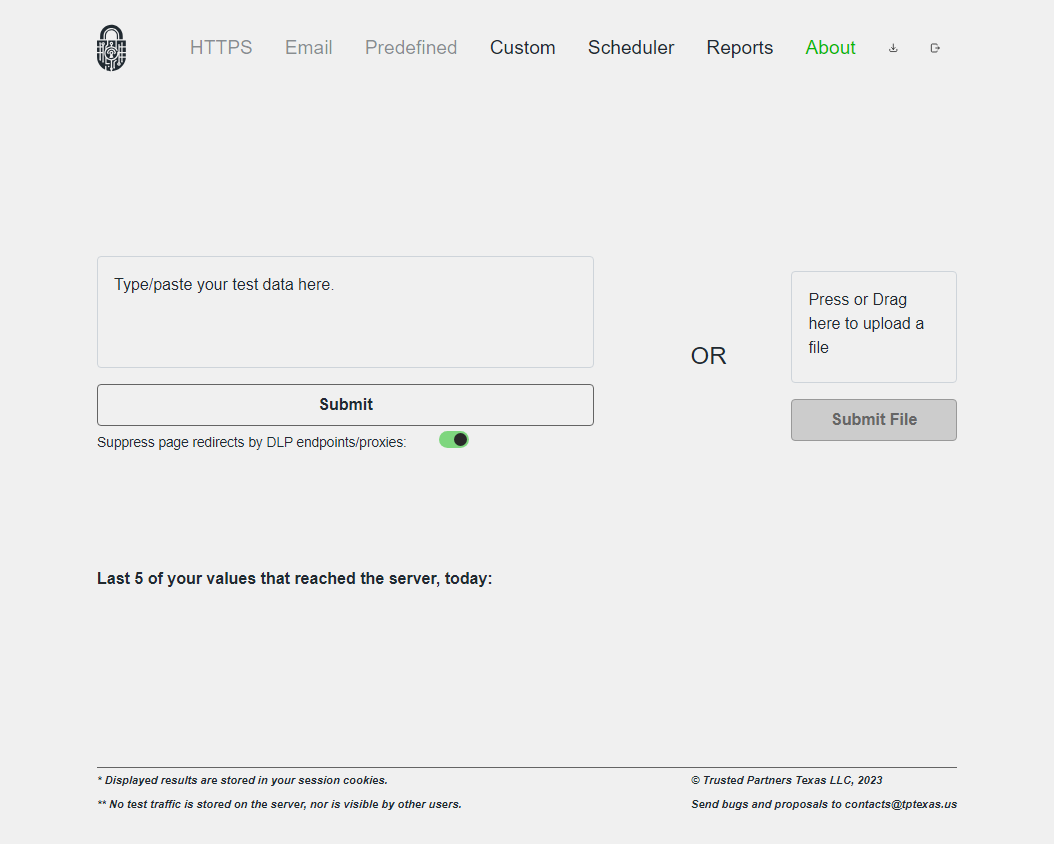 HTTPS Email Predefined Custom Scheduler Reports About
Type/paste your test data here.
Submit
Suppress page redirects by DLP endpoints/proxies:
OR
Press or Drag
here to upload a
file
Submit File
Last 5 of your values that reached the server, today:
* Displayed results are stored in your session cookies.
** No test traffic is stored on the server, nor is visible by other users.
© Trusted Partners Texas LLC, 2023
Send bugs and proposals to contacts@tptexas.us